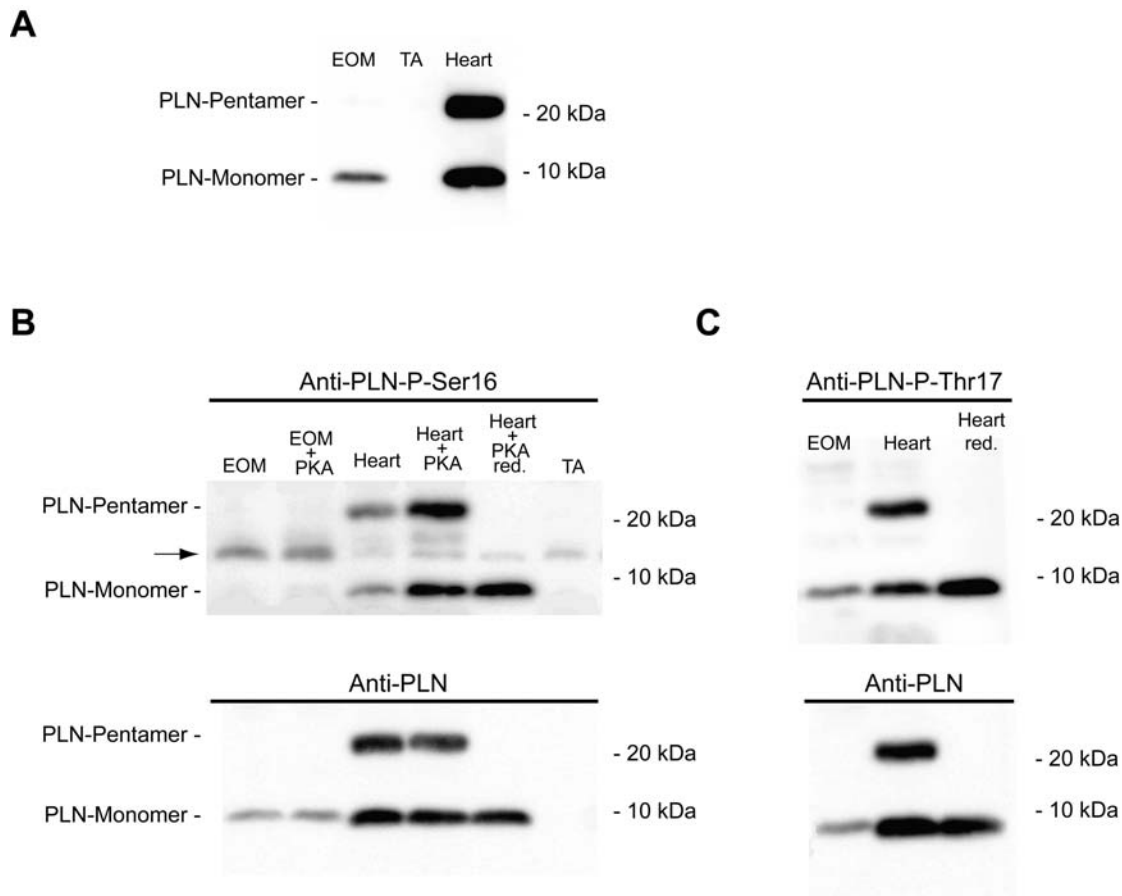 A
EOM TA Heart
PLN-Pentamer -
- 20 kDa
PLN-Monomer -
- 10 kDa
B
Anti-PLN-P-Ser16
EOM
EOM + PKA
Heart
Heart + PKA
Heart + PKA red.
TA
PLN-Pentamer -
- 20 kDa
- 10 kDa
PLN-Monomer -
Anti-PLN
PLN-Pentamer -
- 20 kDa
PLN-Monomer -
- 10 kDa
C
Anti-PLN-P-Thr17
EOM
Heart
Heart red.
- 20 kDa
- 10 kDa
Anti-PLN
- 20 kDa
- 10 kDa